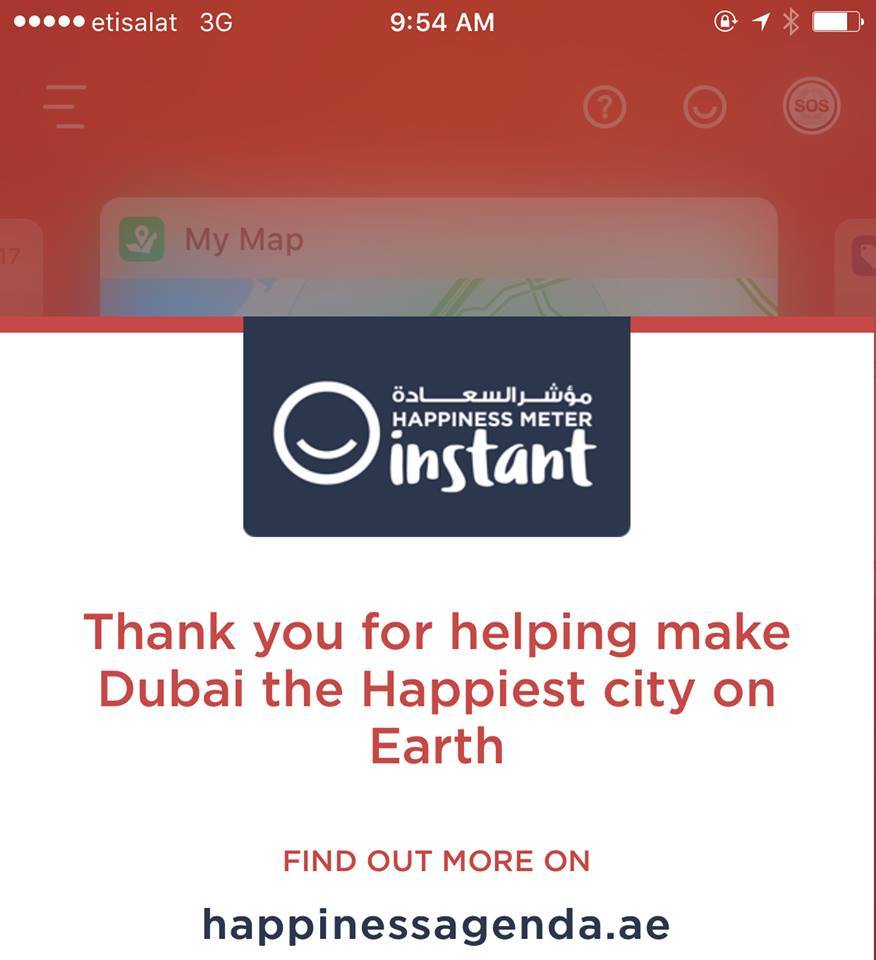 etisalat 3G 9:54 AM
? SOS
17
My Map
مؤشر السعادة
HAPPINESS METER
instant
Thank you for helping make
Dubai the Happiest city on
Earth
FIND OUT MORE ON
happinessagenda.ae